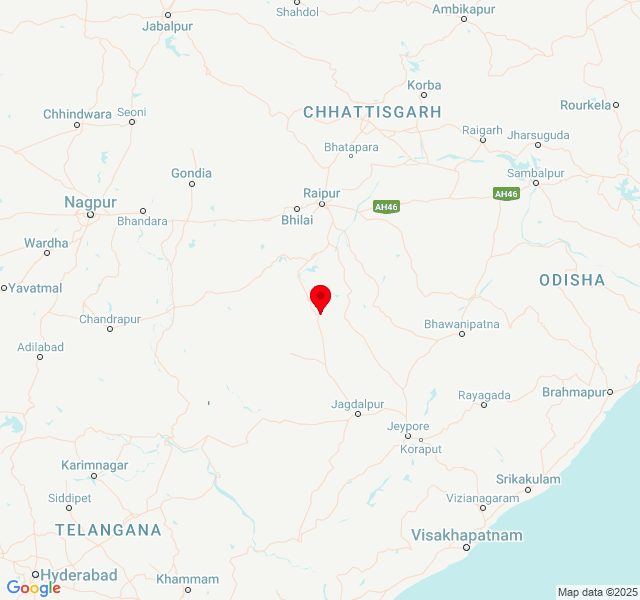 Shahdol
Ambikapur
Jabalpur
Korba
Chhindwara
Seoni
CHHATTISGARH
Rourkela
Raigarh
Jharsuguda
Bhatapara
Gondia
Sambalpur
Nagpur
Raipur
AH46
AH46
Bhandara
Bhilai
Wardha
ODISHA
Yavatmal
Chandrapur
Bhawanipatna
Adilabad
Brahmapur
Rayagada
Jagdalpur
Jeypore
Koraput
Karimnagar
Srikakulam
Siddipet
Vizianagaram
TELANGANA
Visakhapatnam
Hyderabad
Khammam
Google
Map data ©2025